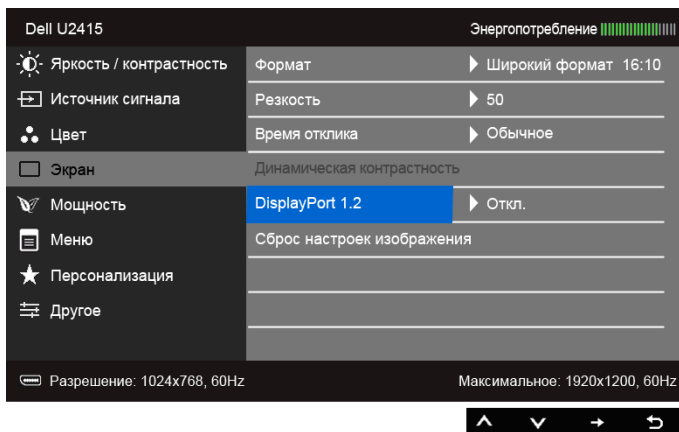 Dell U2415 Энергопотребление
Яркость / контрастность Формат Широкий формат 16:10
Источник сигнала Резкость 50
Цвет Время отклика Обычное
Экран Динамическая контрастность
Мощность DisplayPort 1.2 Откл.
Меню Сброс настроек изображения
Персонализация
Другое
Разрешение: 1024x768, 60Hz Максимальное: 1920x1200, 60Hz